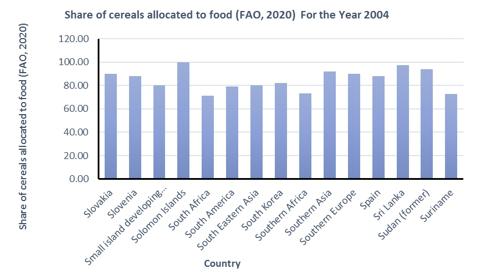 Share of cereals allocated to food (FAO, 2020)  For the Year 2004
Share of cereals allocated to food (FAO, 2020)
120.00
100.00
80.00
60.00
40.00
20.00
0.00
Slovakia
Slovenia
Small island developing...
Solomon Islands
South Africa
South America
South Eastern Asia
South Korea
Southern Africa
Southern Asia
Southern Europe
Spain
Sri Lanka
Sudan (former)
Suriname
Country